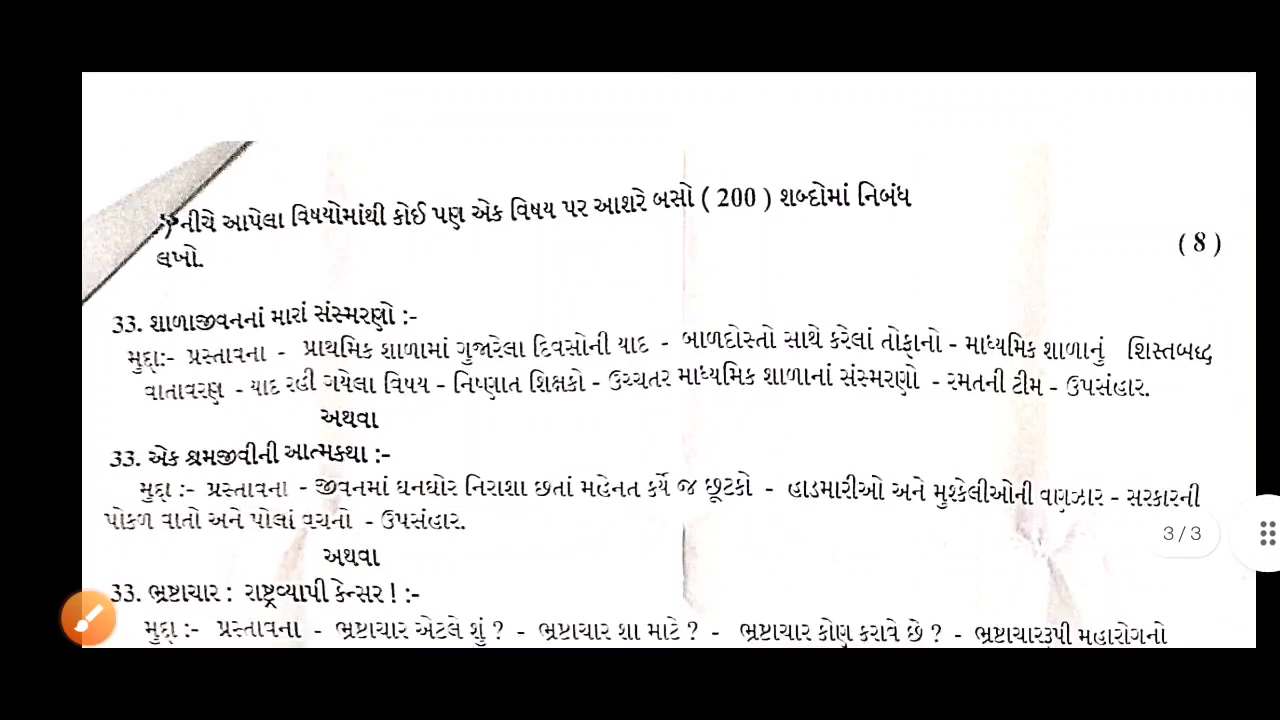 નીચે આપેલા વિષયોમાંથી કોઈ પણ એક વિષય પર આશરે બસો ( 200 ) શબ્દોમાં નિબંધ
લખો.
( 8 )
33. શાળાજીવનનાં મારાં સંસ્મરણો :-
મુદ્દાઃ- પ્રસ્તાવના - પ્રાથમિક શાળામાં ગુજારેલા દિવસોની યાદ - બાળદોસ્તો સાથે કરેલાં તોફાનો - માધ્યમિક શાળાનું શિસ્તબદ્ધ
વાતાવરણ - યાદ રહી ગયેલા વિષય - નિષ્ણાત શિક્ષકો - ઉચ્ચતર માધ્યમિક શાળાનાં સંસ્મરણો - રમતની ટીમ - ઉપસંહાર.
અથવા
33. એક શ્રમજીવીની આત્મકથા :-
મુદ્દા :- પ્રસ્તાવના - જીવનમાં ઘનઘોર નિરાશા છતાં મહેનત કર્યે જ છૂટકો - હાડમારીઓ અને મુશ્કેલીઓની વણઝાર - સરકારની
પોકળ વાતો અને પોલાં વચનો - ઉપસંહાર.
3 / 3
અથવા
33. ભ્રષ્ટાચાર : રાષ્ટ્રવ્યાપી કેન્સર ! :-
મુદ્દા :- પ્રસ્તાવના - ભ્રષ્ટાચાર એટલે શું ? - ભ્રષ્ટાચાર શા માટે ? - ભ્રષ્ટાચાર કોણ કરાવે છે ? - ભ્રષ્ટાચારરૂપી મહારોગનો